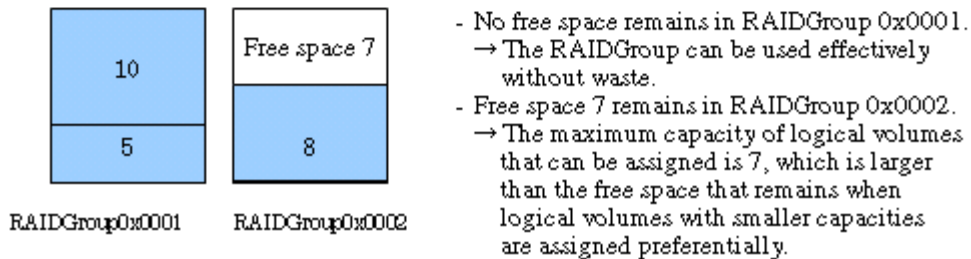 10
5
RAIDGroup0x0001
Free space 7
8
RAIDGroup0x0002
- No free space remains in RAIDGroup 0x0001.
→ The RAIDGroup can be used effectively
without waste.
- Free space 7 remains in RAIDGroup 0x0002.
→ The maximum capacity of logical volumes
that can be assigned is 7, which is larger
than the free space that remains when
logical volumes with smaller capacities
are assigned preferentially.